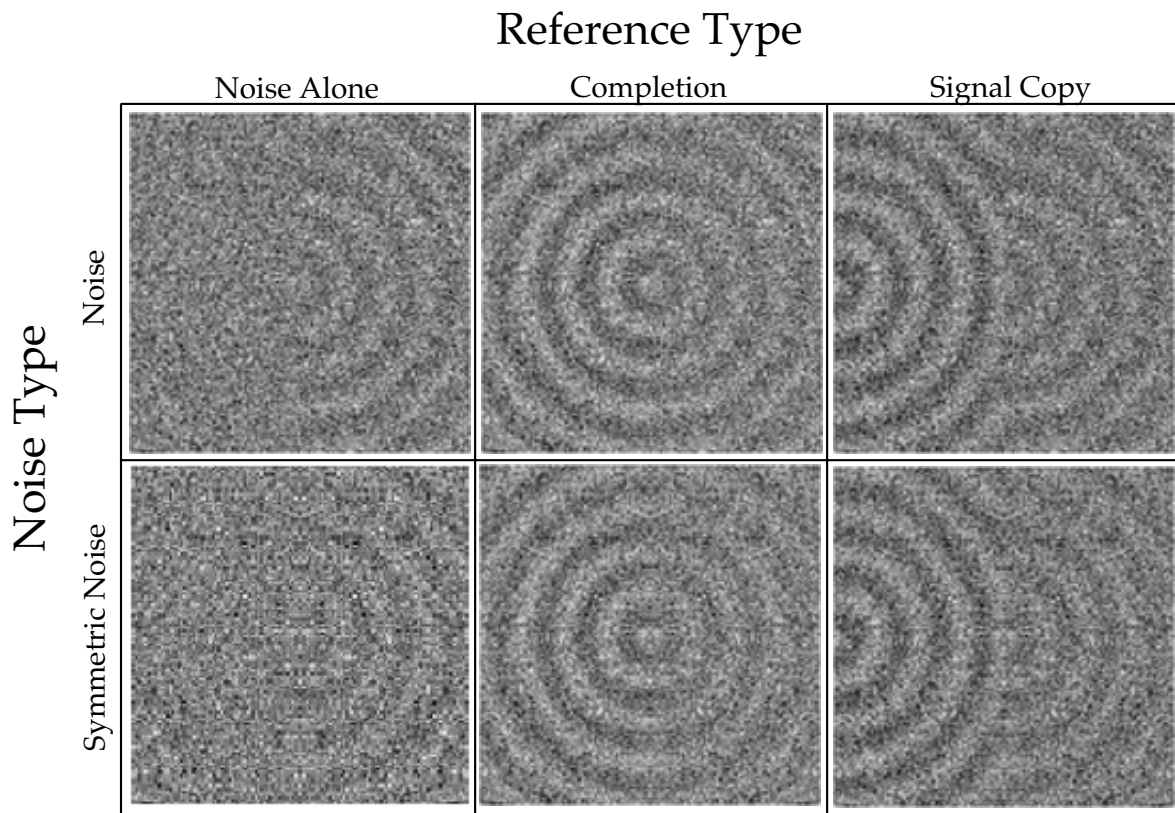 Reference Type
Noise Alone
Completion
Signal Copy
Noise Type
Noise
Symmetric Noise